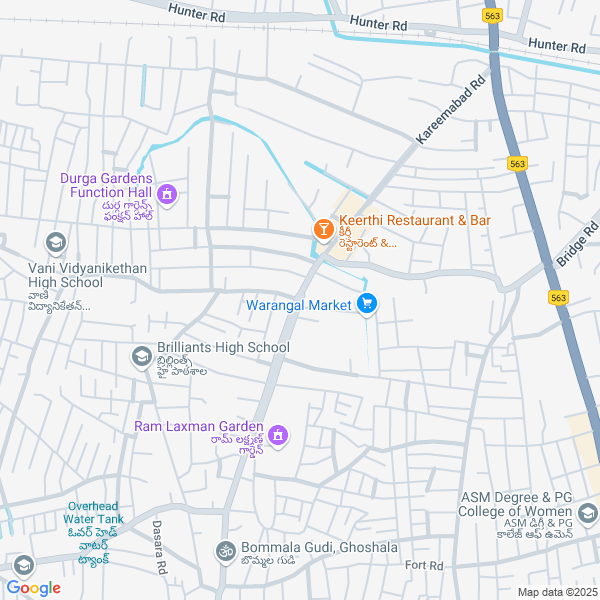 Hunter Rd
Hunter Rd
563
Hunter Rd
Kareemabad Rd
563
Durga Gardens
Function Hall
దుర్గ గార్డెన్స్
ఫంక్షన్ హాల్
Keerthi Restaurant & Bar
కీర్తి
రెస్టారెంట్ &...
Bridge Rd
Vani Vidyanikethan
High School
వాణి
విద్యానికేతన్...
Warangal Market
563
Brilliants High School
బ్రిల్లింట్స్
హై పాఠశాల
Ram Laxman Garden
రామ్ లక్ష్మణ్
గార్డెన్
Overhead
Water Tank
ఓవర్ హెడ్
వాటర్
ట్యాంక్
Dasara Rd
ASM Degree & PG
College of Women
ASM డిగ్రీ & PG
కాలేజ్ ఆఫ్ ఉమెన్
Bommala Gudi, Ghoshala
బొమ్మల గుడి
Fort Rd
Google
Map data ©2025